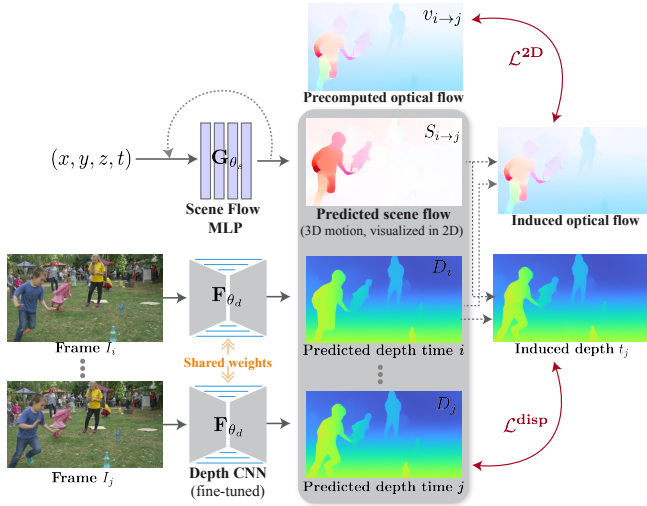 v_{i→j}
𝓛^{2D}
Precomputed optical flow
(x, y, z, t)
G_{θ_s}
S_{i→j}
Scene Flow
MLP
Predicted scene flow
(3D motion, visualized in 2D)
Induced optical flow
F_{θ_d}
D_i
Frame I_i
Predicted depth time i
Induced depth t_j
Shared weights
F_{θ_d}
D_j
𝓛^{disp}
Frame I_j
Depth CNN
(fine-tuned)
Predicted depth time j